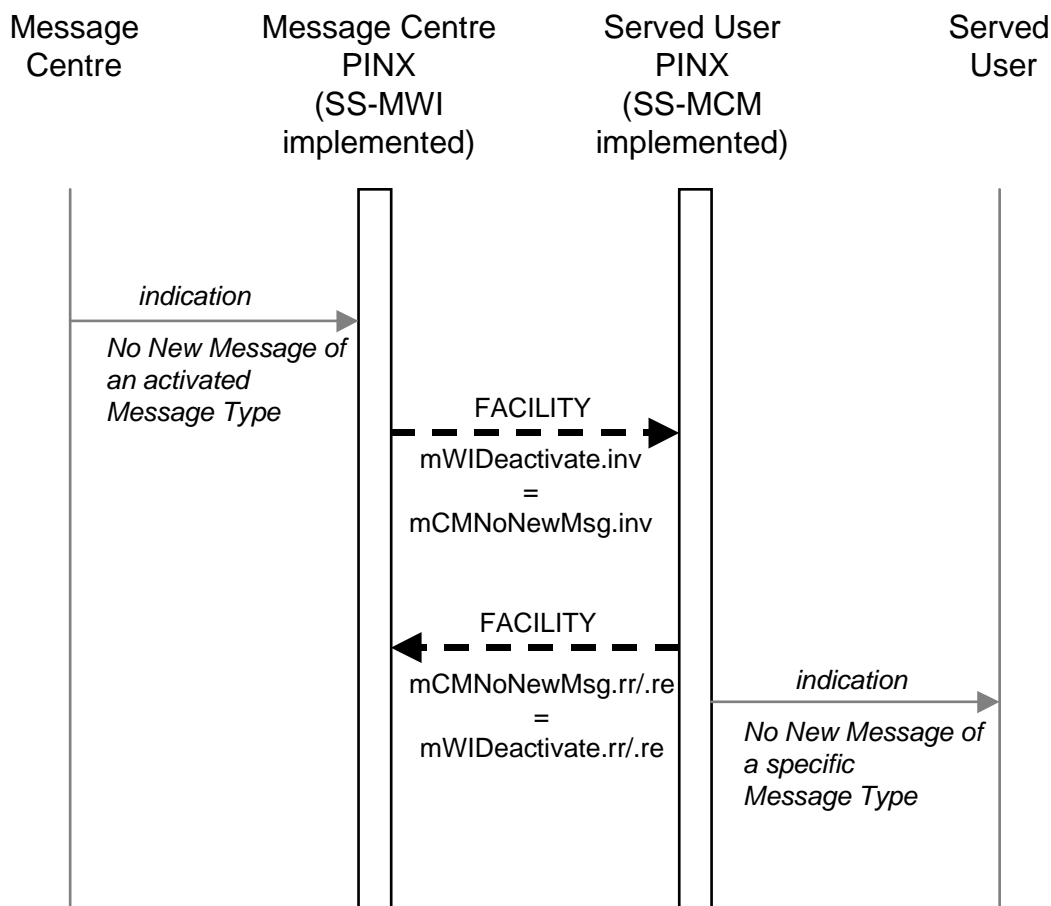 Message
Centre
Message Centre
PINX
(SS-MWI
implemented)
Served User
PINX
(SS-MCM
implemented)
Served
User
indication
No New Message of
an activated
Message Type
FACILITY
mWIDeactivate.inv
=
mCMNoNewMsg.inv
FACILITY
mCMNoNewMsg.rr/.re
=
mWIDeactivate.rr/.re
indication
No New Message of
a specific
Message Type